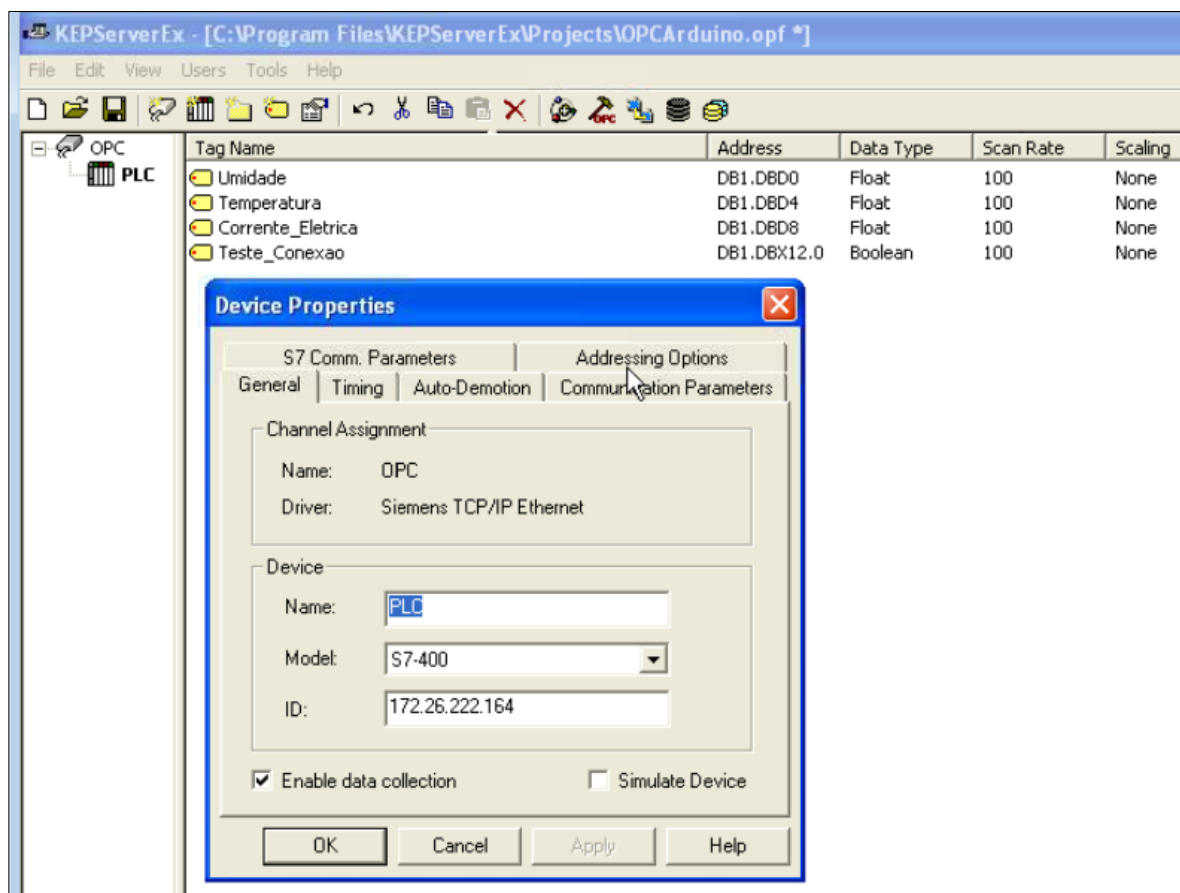 KEPServerEx - [C:\Program Files\KEPServerEx\Projects\OPCArduino.opf *]
File Edit View Users Tools Help
OPC
PLC
Tag Name Address Data Type Scan Rate Scaling
Umidade DB1.DBD0 Float 100 None
Temperatura DB1.DBD4 Float 100 None
Corrente_Eletrica DB1.DBD8 Float 100 None
Teste_Conexao DB1.DBX12.0 Boolean 100 None
Device Properties
S7 Comm. Parameters Addressing Options
General Timing Auto-Demotion Communication Parameters
Channel Assignment
Name: OPC
Driver: Siemens TCP/IP Ethernet
Device
Name: PLC
Model: S7-400
ID: 172.26.222.164
Enable data collection Simulate Device
OK Cancel Apply Help